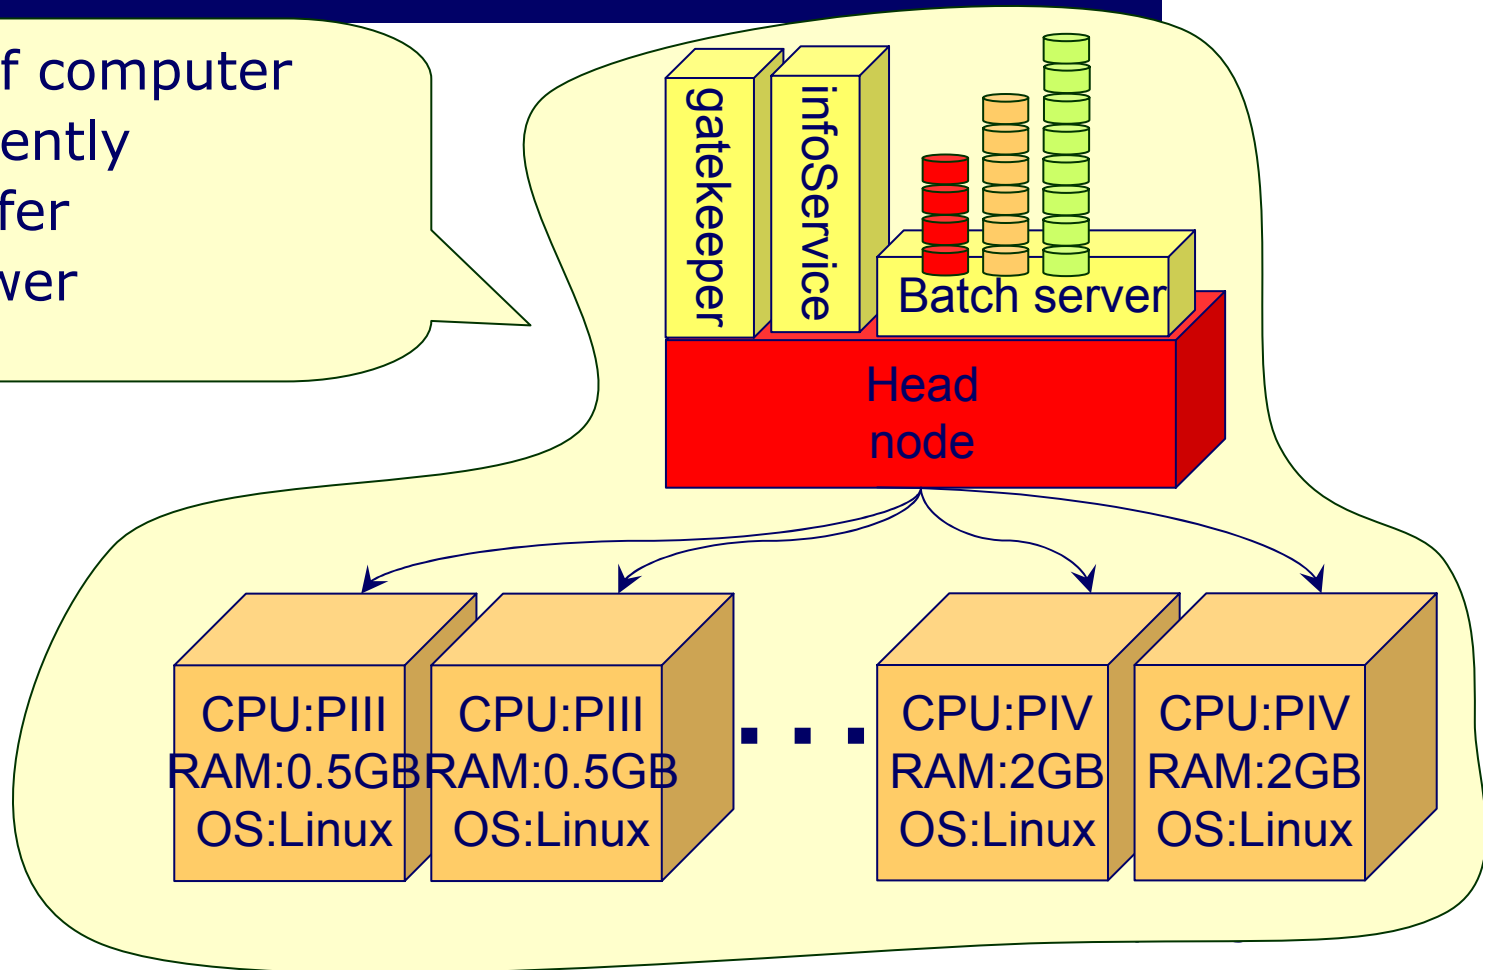 f computer
ently
fer
wer
gatekeeper
infoService
Batch server
Head
node
CPU:PIII
RAM:0.5GB
OS:Linux
CPU:PIII
RAM:0.5GB
OS:Linux
. . .
CPU:PIV
RAM:2GB
OS:Linux
CPU:PIV
RAM:2GB
OS:Linux